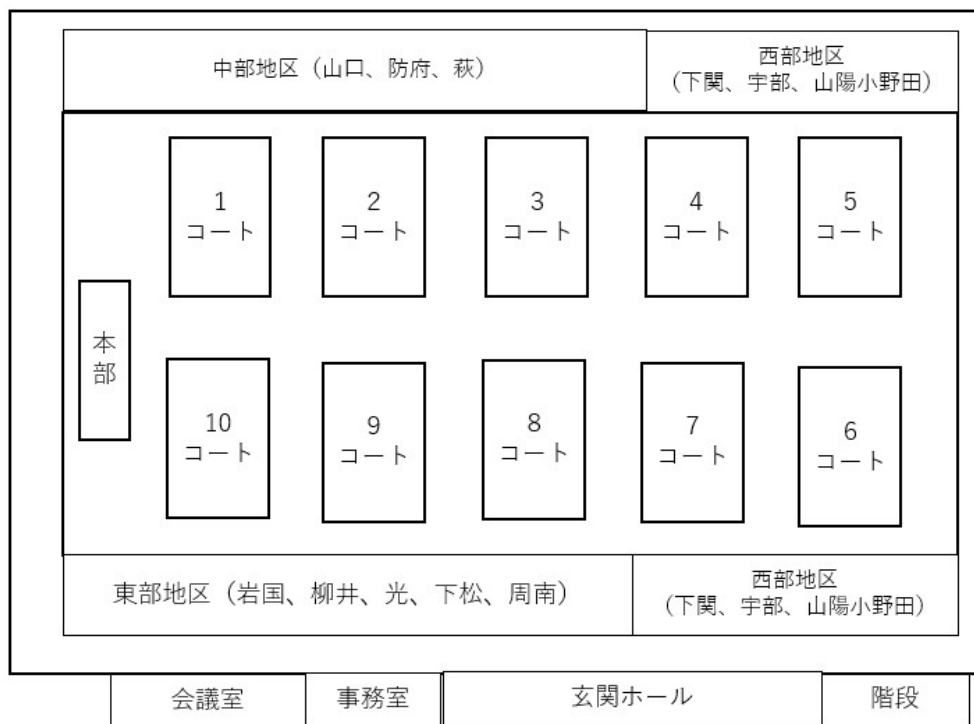 中部地区（山口、防府、萩）
西部地区
（下関、宇部、山陽小野田）
1
コート
2
コート
3
コート
4
コート
5
コート
本
部
10
コート
9
コート
8
コート
7
コート
6
コート
東部地区（岩国、柳井、光、下松、周南）
西部地区
（下関、宇部、山陽小野田）
会議室
事務室
玄関ホール
階段